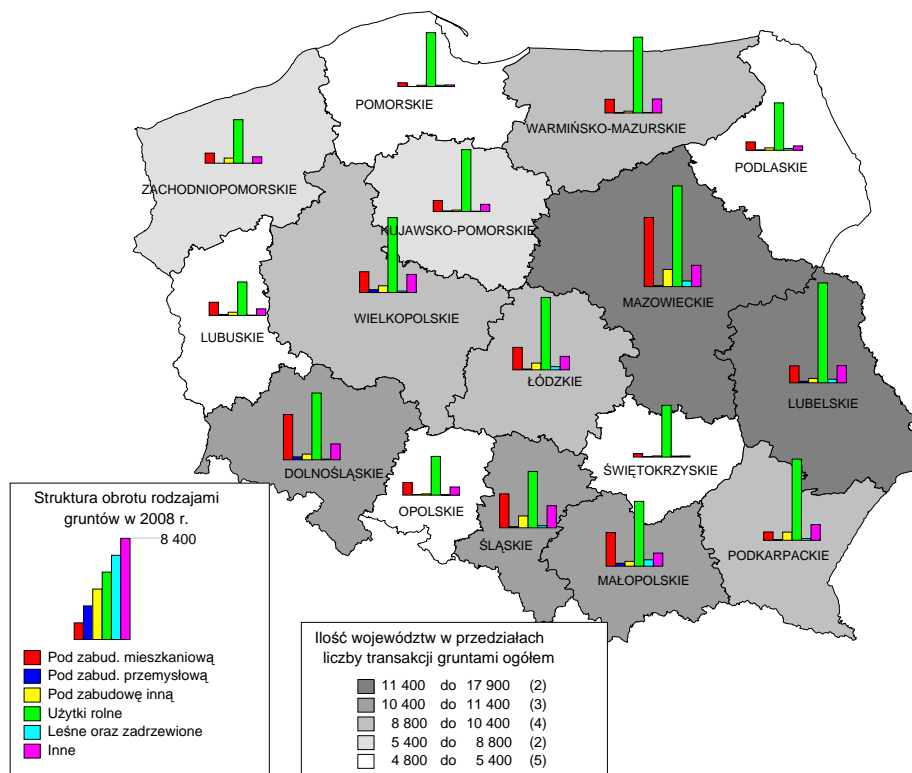 POMORSKIE
WARMIŃSKO-MAZURSKIE
PODLASKIE
ZACHODNIOPOMORSKIE
KUJAWSKO-POMORSKIE
MAZOWIECKIE
WIELKOPOLSKIE
LUBUSKIE
ŁÓDZKIE
LUBELSKIE
DOLNOŚLĄSKIE
ŚWIĘTOKRZYSKIE
OPOLSKIE
ŚLĄSKIE
PODKARPACKIE
MAŁOPOLSKIE
Struktura obrotu rodzajami
gruntów w 2008 r.
8 400
Pod zabud. mieszkaniową
Pod zabud. przemysłową
Pod zabudowę inną
Użytki rolne
Leśne oraz zadrzewione
Inne
Ilość województw w przedziałach
liczby transakcji gruntami ogółem
11 400 do 17 900 (2)
10 400 do 11 400 (3)
8 800 do 10 400 (4)
5 400 do 8 800 (2)
4 800 do 5 400 (5)